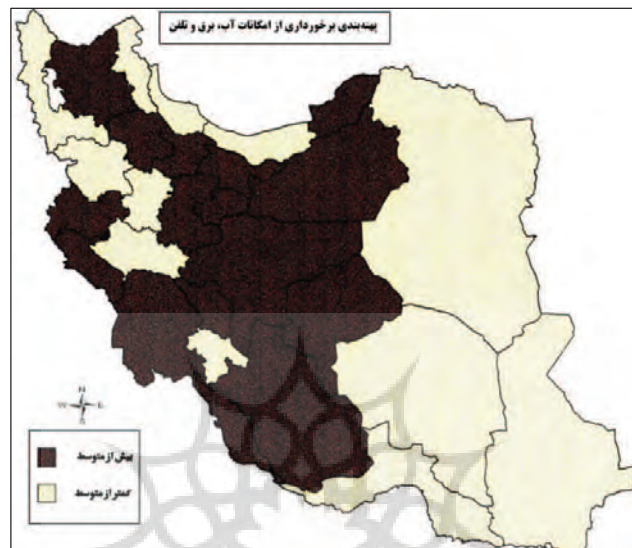 پهنه‌بندی برخورداری از امکانات آب، برق و تلفن
N
W E
S
بیش از متوسط
کمتر از متوسط